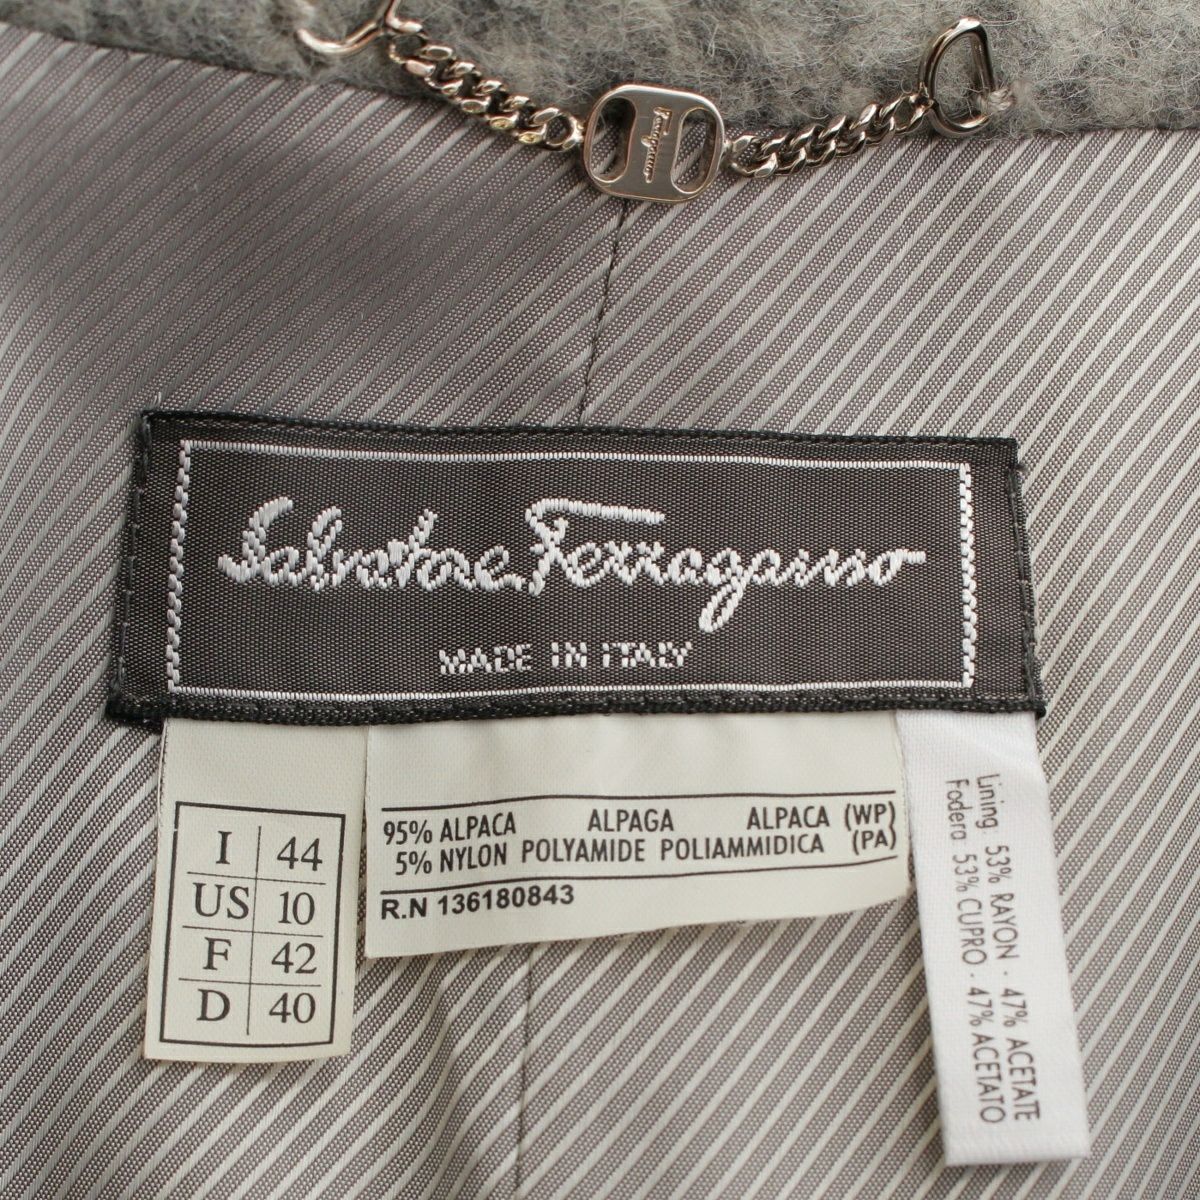 Ferragamo
Salvatore Ferragamo
MADE IN ITALY
I 44
US 10
F 42
D 40
95% ALPACA ALPAGA ALPACA (WP)
5% NYLON POLYAMIDE POLIAMMIDICA (PA)
R.N 136180843
Lining 53% RAYON · 47% ACETATE
Fodera 53% CUPRO · 47% ACETATO